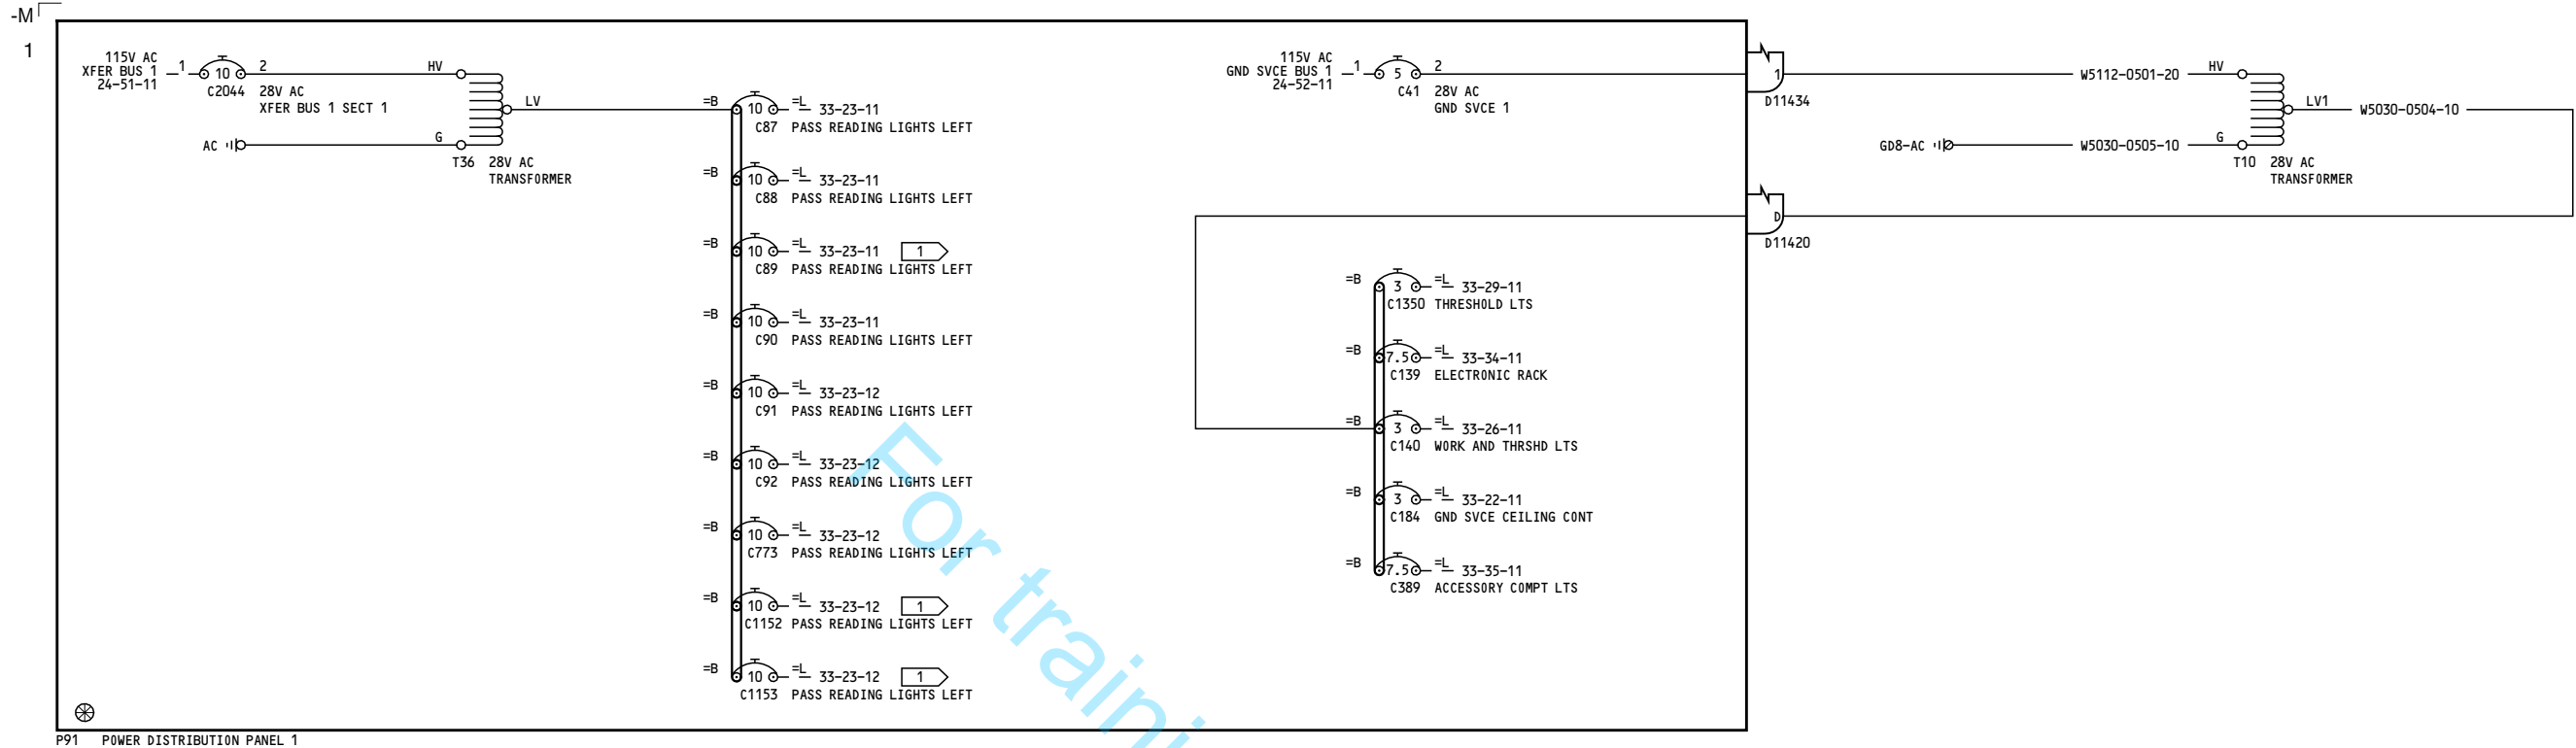 -M
1
115V AC
XFER BUS 1
24-51-11
1
10
2
C2044
28V AC
XFER BUS 1 SECT 1
HV
LV
AC
G
T36
28V AC
TRANSFORMER
=B
10
=L
33-23-11
C87
PASS READING LIGHTS LEFT
=B
10
=L
33-23-11
C88
PASS READING LIGHTS LEFT
=B
10
=L
33-23-11
1
C89
PASS READING LIGHTS LEFT
=B
10
=L
33-23-11
C90
PASS READING LIGHTS LEFT
=B
10
=L
33-23-12
C91
PASS READING LIGHTS LEFT
=B
10
=L
33-23-12
C92
PASS READING LIGHTS LEFT
=B
10
=L
33-23-12
C773
PASS READING LIGHTS LEFT
=B
10
=L
33-23-12
1
C1152
PASS READING LIGHTS LEFT
=B
10
=L
33-23-12
1
C1153
PASS READING LIGHTS LEFT
115V AC
GND SVCE BUS 1
24-52-11
1
5
2
C41
28V AC
GND SVCE 1
1
D11434
W5112-0501-20
HV
LV1
W5030-0504-10
GD8-AC
W5030-0505-10
G
T10
28V AC
TRANSFORMER
D
D11420
=B
3
=L
33-29-11
C1350
THRESHOLD LTS
=B
7.5
=L
33-34-11
C139
ELECTRONIC RACK
=B
3
=L
33-26-11
C140
WORK AND THRSHD LTS
=B
3
=L
33-22-11
C184
GND SVCE CEILING CONT
=B
7.5
=L
33-35-11
C389
ACCESSORY COMPT LTS
P91
POWER DISTRIBUTION PANEL 1
For